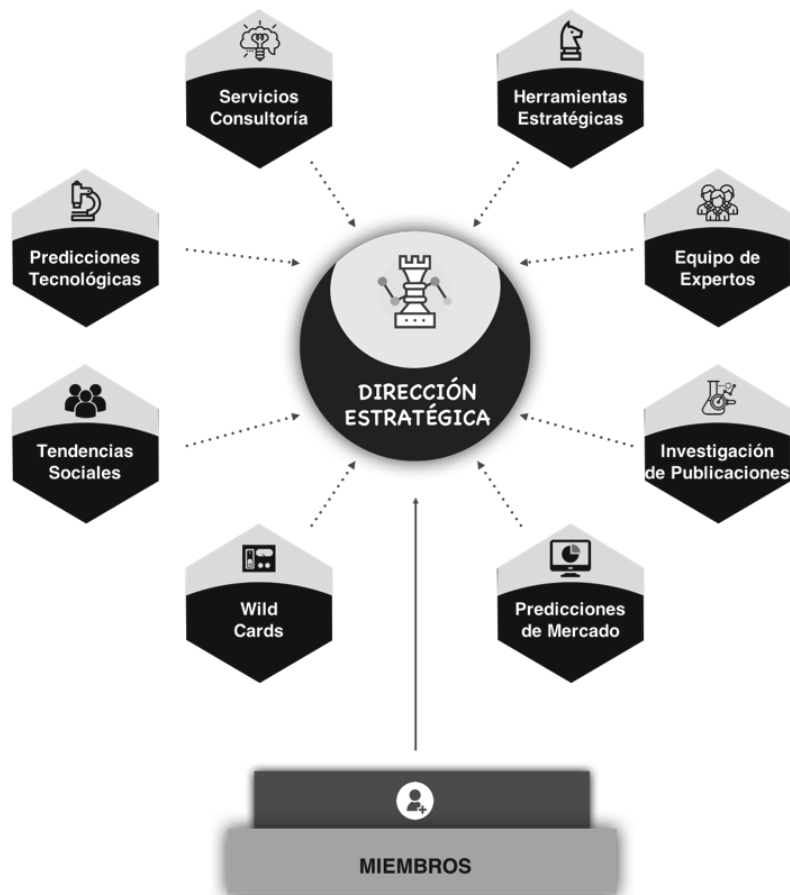 Servicios
Consultoría
Herramientas
Estratégicas
Predicciones
Tecnológicas
Equipo de
Expertos
DIRECCIÓN
ESTRATÉGICA
Tendencias
Sociales
Investigación
de Publicaciones
Wild
Cards
Predicciones
de Mercado
MIEMBROS